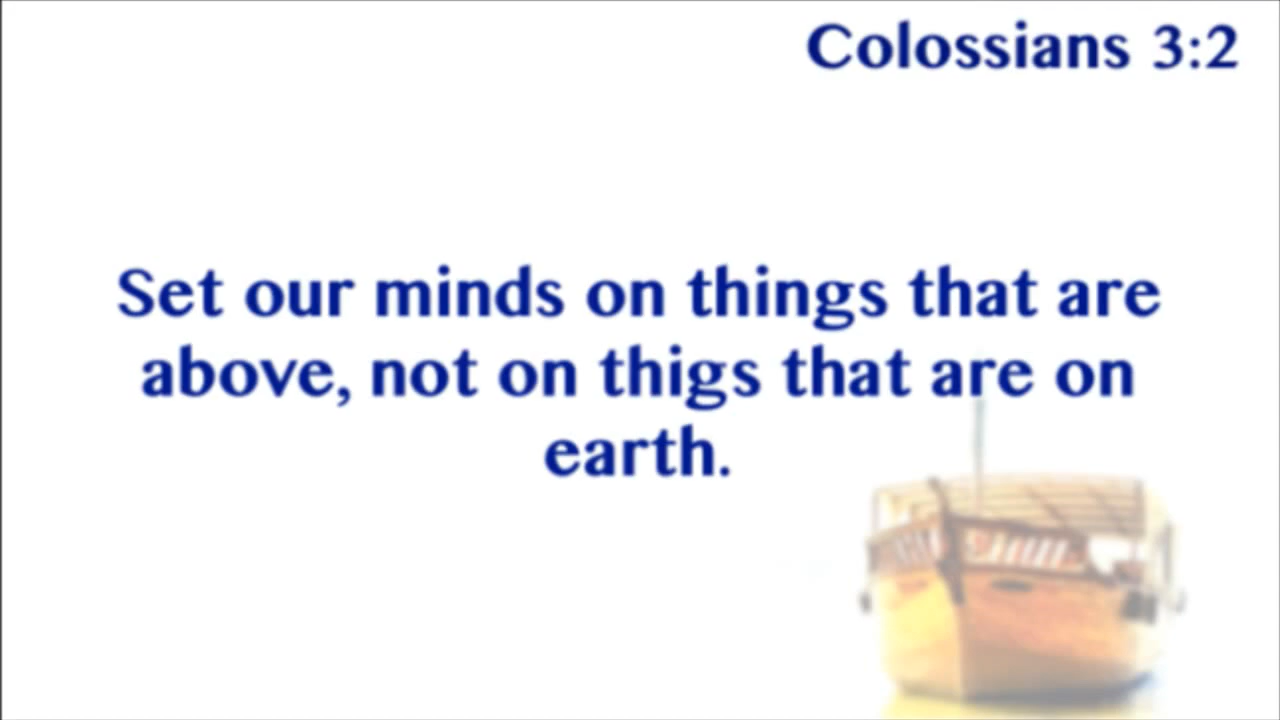 Colossians 3:2
Set our minds on things that are
above, not on thigs that are on
earth.